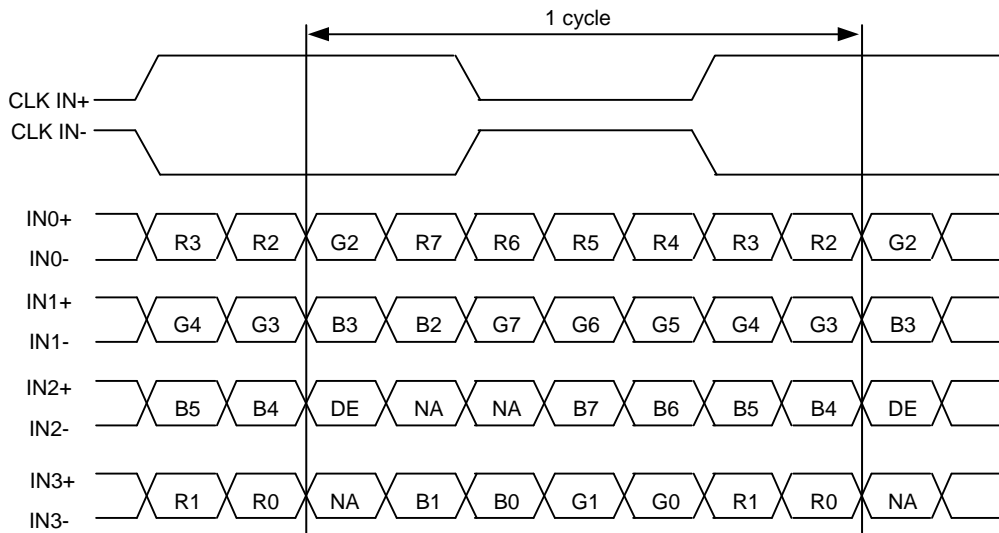 1 cycle
CLK IN+
CLK IN-
IN0+
R3 R2 G2 R7 R6 R5 R4 R3 R2 G2
IN0-
IN1+
G4 G3 B3 B2 G7 G6 G5 G4 G3 B3
IN1-
IN2+
B5 B4 DE NA NA B7 B6 B5 B4 DE
IN2-
IN3+
R1 R0 NA B1 B0 G1 G0 R1 R0 NA
IN3-